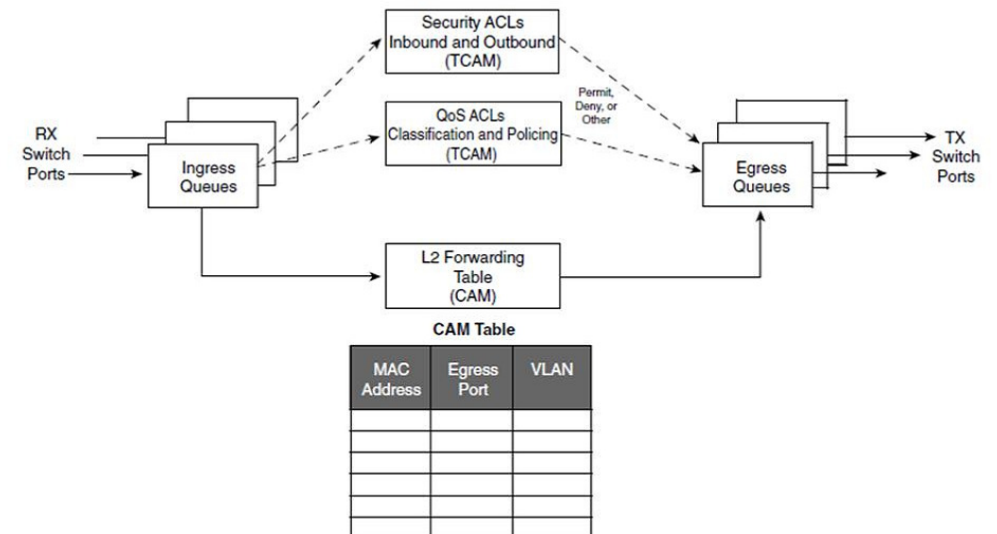 Security ACLs
Inbound and Outbound
(TCAM)
Permit,
Deny, or
Other
QoS ACLs
Classification and Policing
(TCAM)
RX
Switch
Ports
Ingress
Queues
Egress
Queues
TX
Switch
Ports
L2 Forwarding
Table
(CAM)
CAM Table
MAC
Address
Egress
Port
VLAN